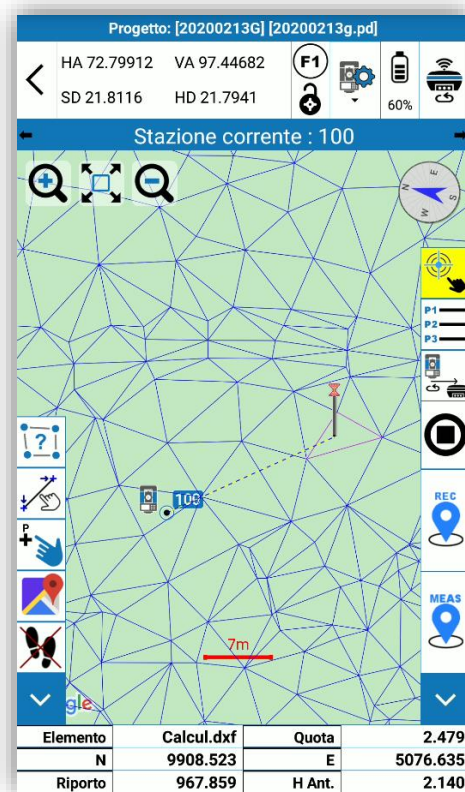 Progetto: [20200213G] [20200213g.pd]
HA 72.79912 VA 97.44682 F1
SD 21.8116 HD 21.7941 60%
Stazione corrente : 100
N E S W
P1
P2
P3
?
100
REC
P
+
MEAS
7m
gle
Elemento Calcul.dxf Quota 2.479
N 9908.523 E 5076.635
Riporto 967.859 H Ant. 2.140